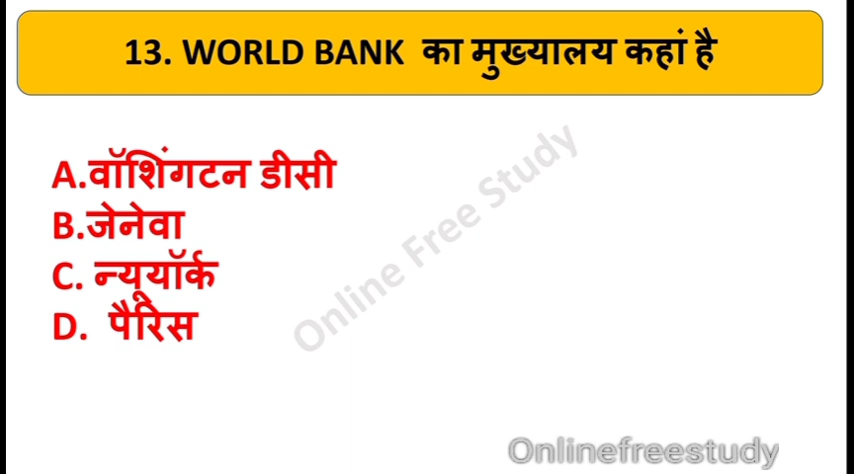 13. WORLD BANK का मुख्यालय कहां है
A.वॉशिंगटन डीसी
B.जेनेवा
C. न्यूयॉर्क
D. पैरिस
Online Free Study
Onlinefreestudy